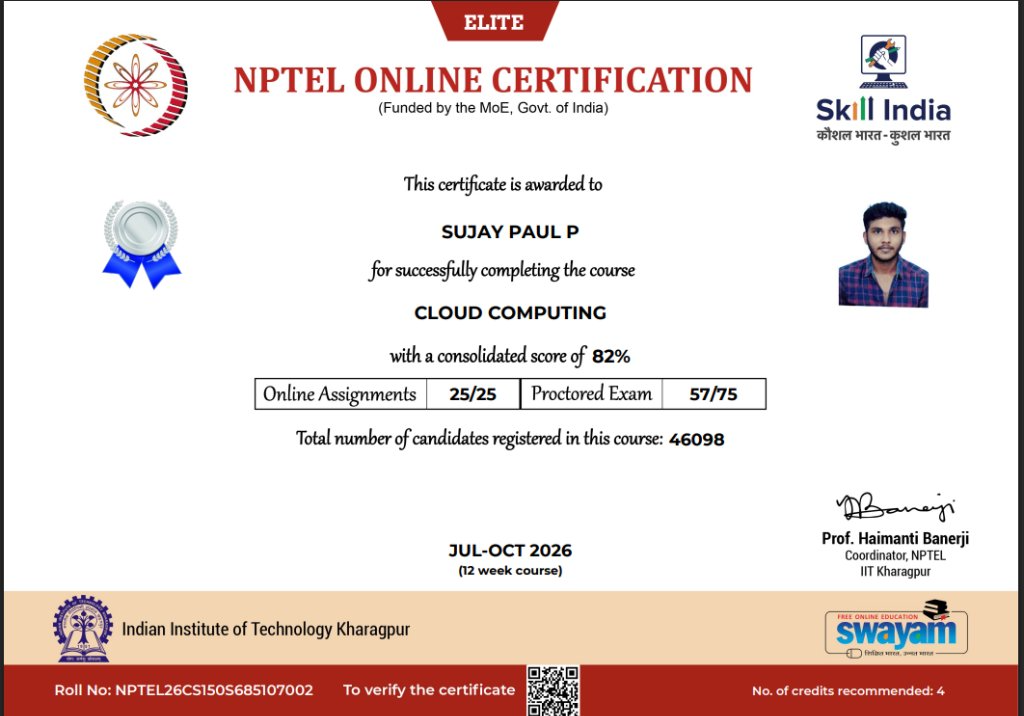 ELITE
NPTEL ONLINE CERTIFICATION
(Funded by the MoE, Govt. of India)
Skill India
कौशल भारत - कुशल भारत
This certificate is awarded to
SUJAY PAUL P
for successfully completing the course
CLOUD COMPUTING
with a consolidated score of 82%
Online Assignments 25/25 Proctored Exam 57/75
Total number of candidates registered in this course: 46098
Prof. Haimanti Banerji
Coordinator, NPTEL
IIT Kharagpur
JUL-OCT 2026
(12 week course)
Indian Institute of Technology Kharagpur
FREE ONLINE EDUCATION
swayam
शिक्षित भारत, उन्नत भारत
Roll No: NPTEL26CS150S685107002 To verify the certificate No. of credits recommended: 4